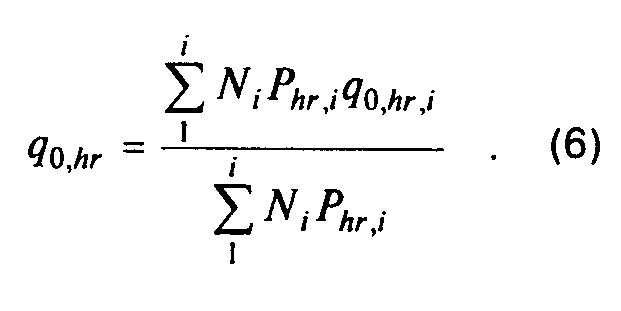 q_{0,hr} = \frac{\sum_{1}^{i} N_i P_{hr,i} q_{0,hr,i}}{\sum_{1}^{i} N_i P_{hr,i}} . (6)